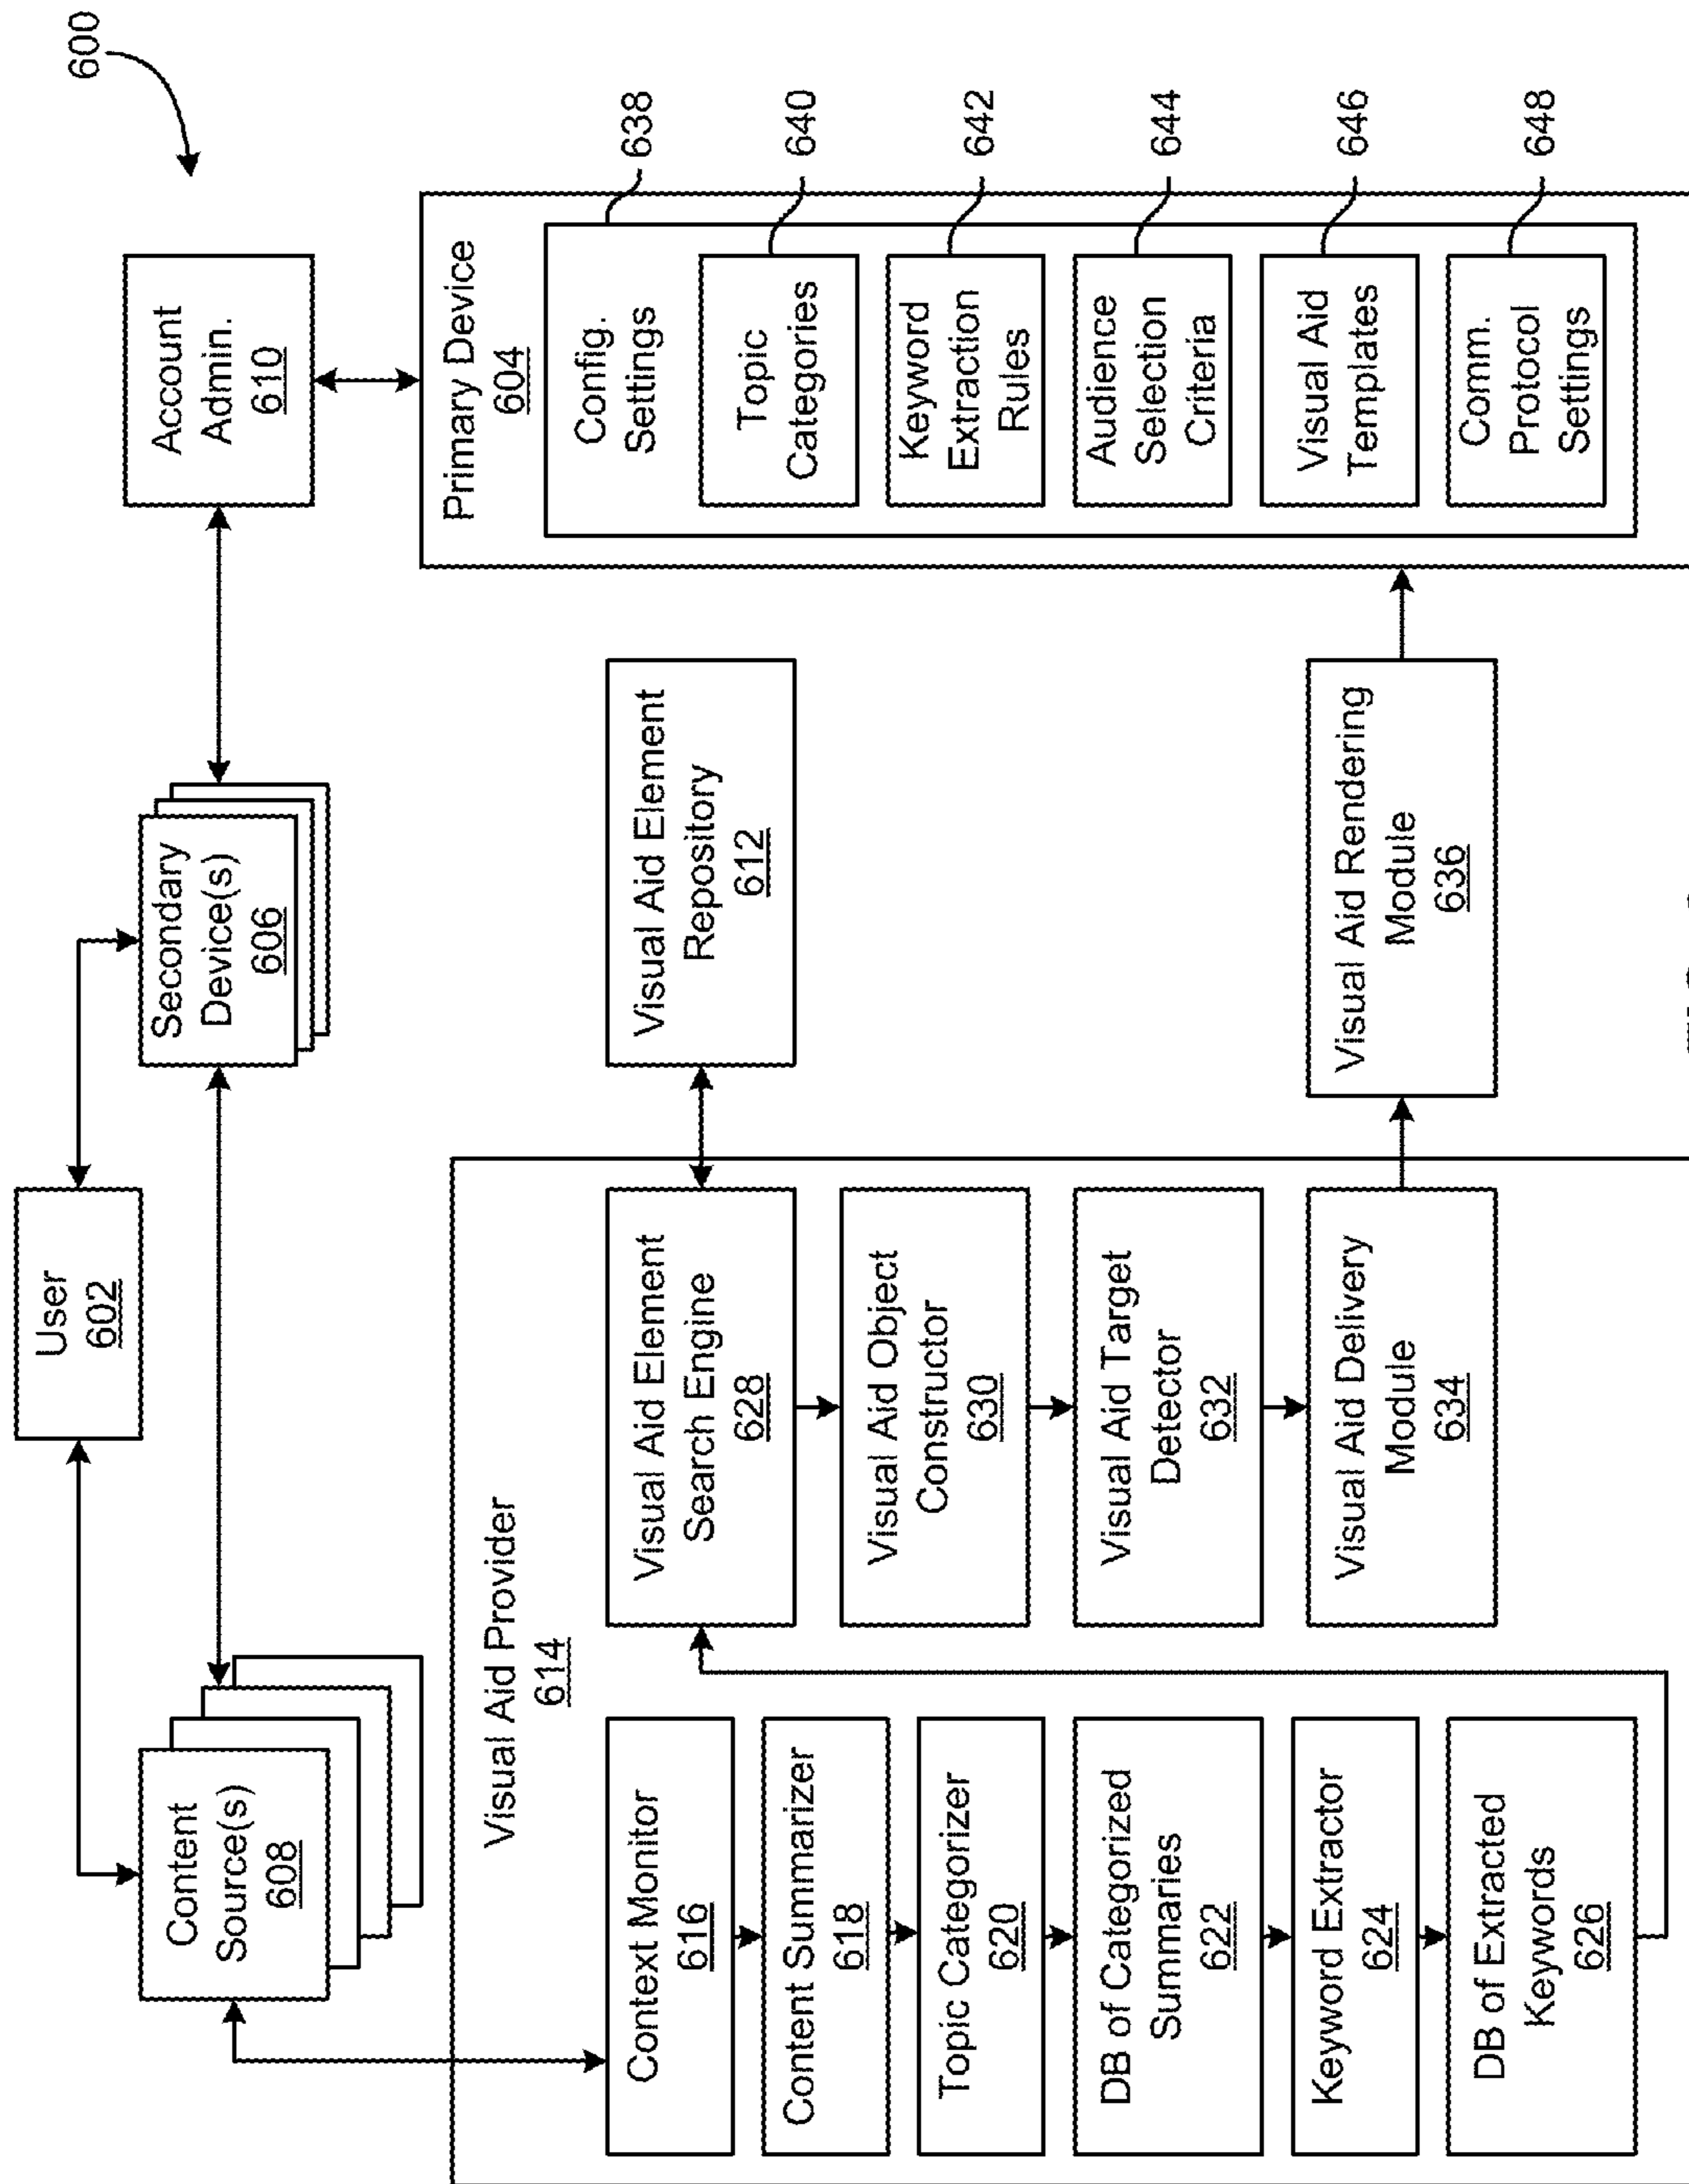 600
User
602
Content
Source(s)
608
Secondary
Device(s)
606
Account
Admin.
610
Visual Aid Provider
614
Context Monitor
616
Content Summarizer
618
Topic Categorizer
620
DB of Categorized
Summaries
622
Keyword Extractor
624
DB of Extracted
Keywords
626
Visual Aid Element
Search Engine
628
Visual Aid Object
Constructor
630
Visual Aid Target
Detector
632
Visual Aid Delivery
Module
634
Visual Aid Element
Repository
612
Visual Aid Rendering
Module
636
Primary Device
604
Config.
Settings
638
Topic
Categories
640
Keyword
Extraction
Rules
642
Audience
Selection
Criteria
644
Visual Aid
Templates
646
Comm.
Protocol
Settings
648